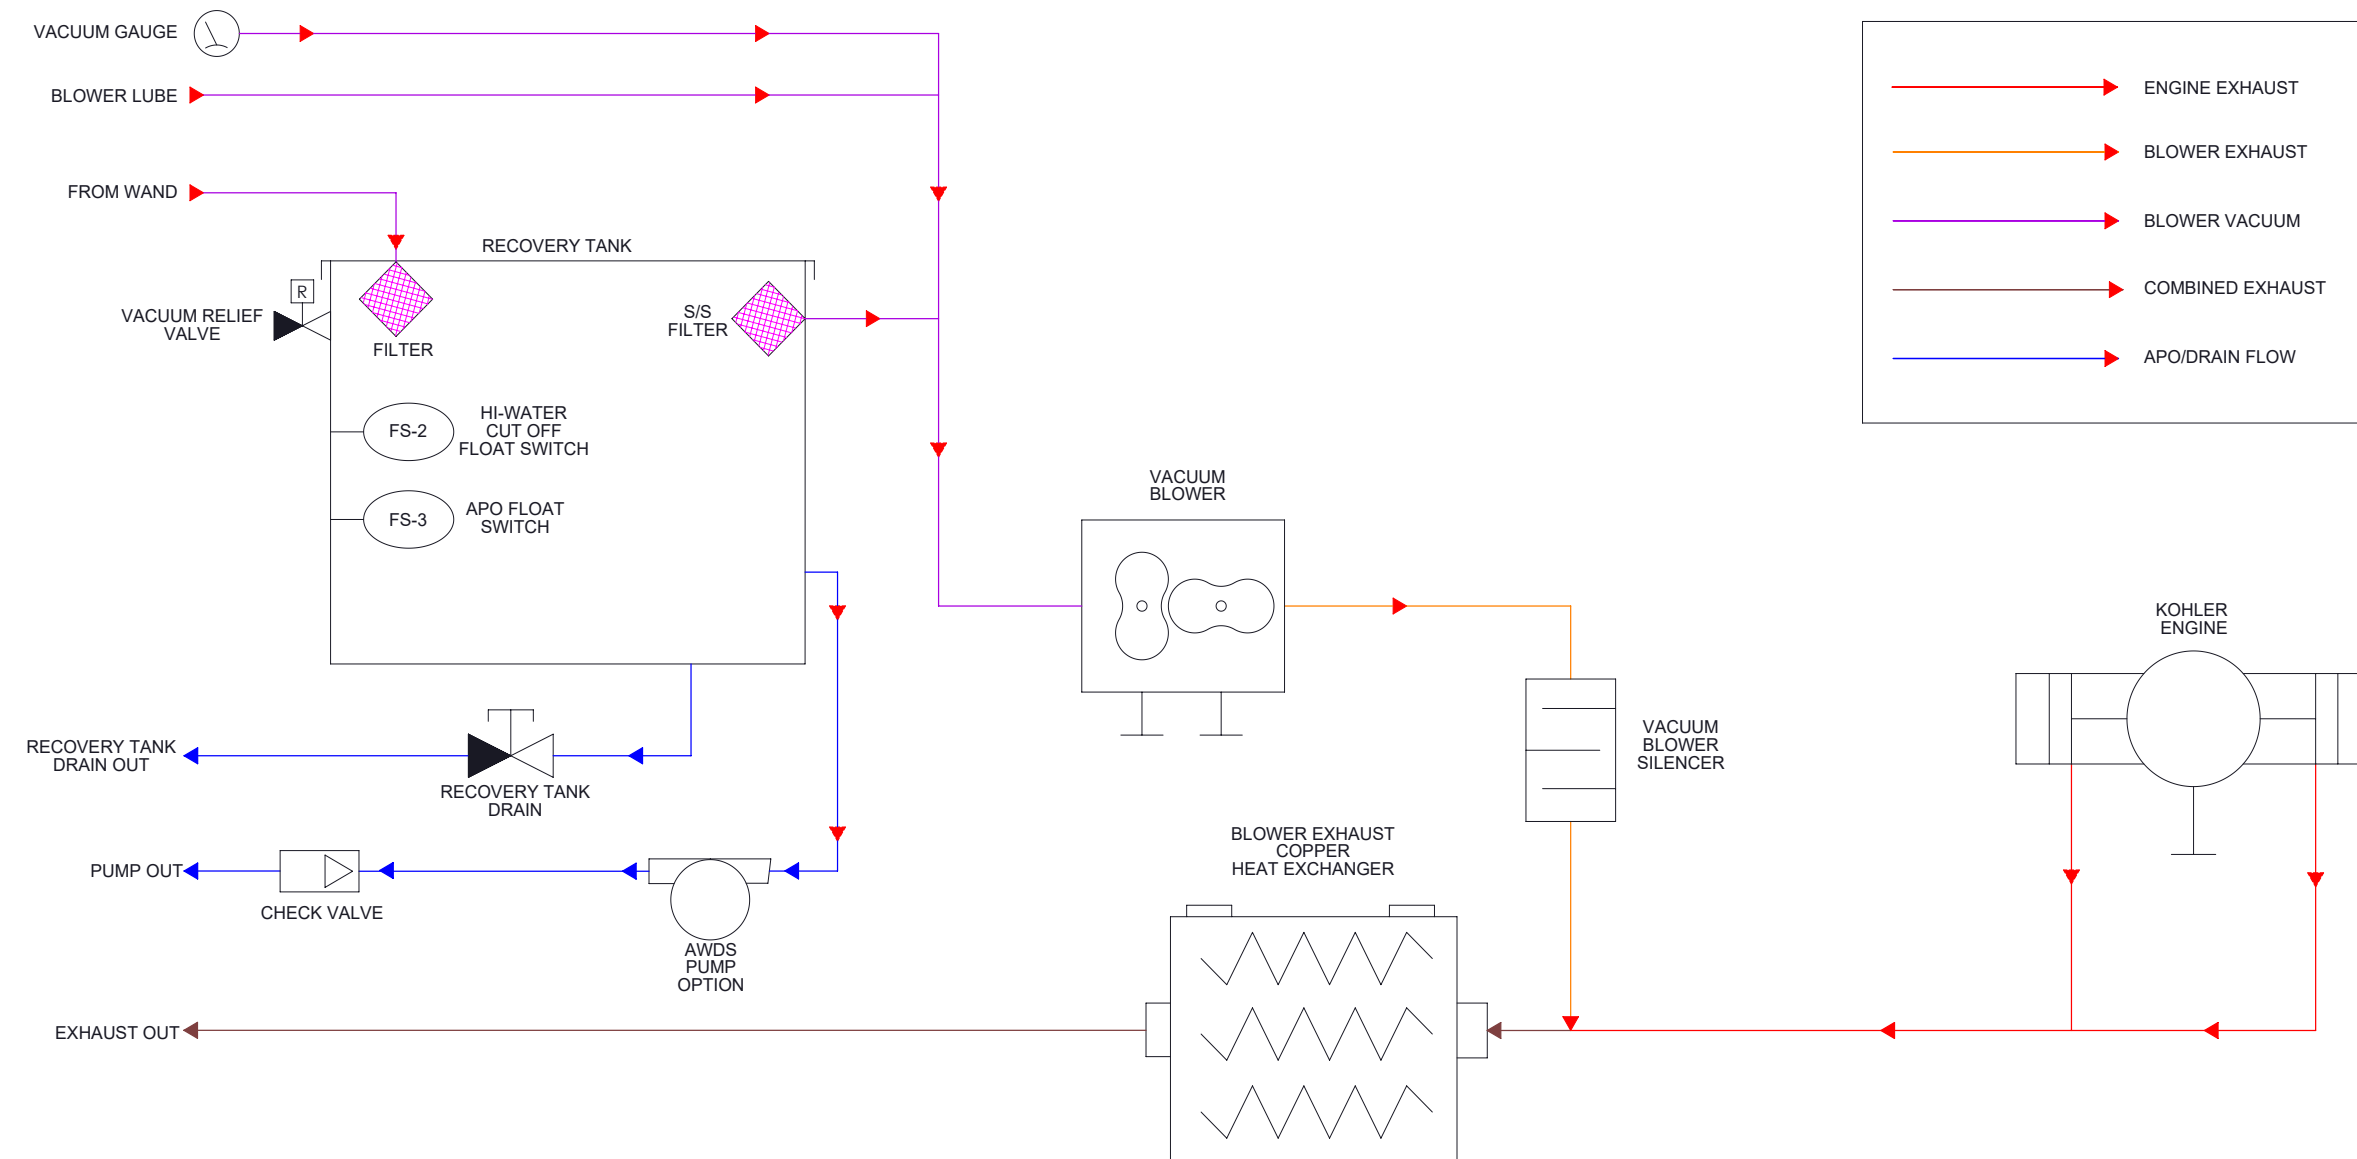 VACUUM GAUGE
BLOWER LUBE
FROM WAND
RECOVERY TANK
R
VACUUM RELIEF
VALVE
FILTER
S/S
FILTER
FS-2
HI-WATER
CUT OFF
FLOAT SWITCH
FS-3
APO FLOAT
SWITCH
RECOVERY TANK
DRAIN OUT
RECOVERY TANK
DRAIN
PUMP OUT
CHECK VALVE
AWDS
PUMP
OPTION
EXHAUST OUT
VACUUM
BLOWER
VACUUM
BLOWER
SILENCER
BLOWER EXHAUST
COPPER
HEAT EXCHANGER
KOHLER
ENGINE
ENGINE EXHAUST
BLOWER EXHAUST
BLOWER VACUUM
COMBINED EXHAUST
APO/DRAIN FLOW